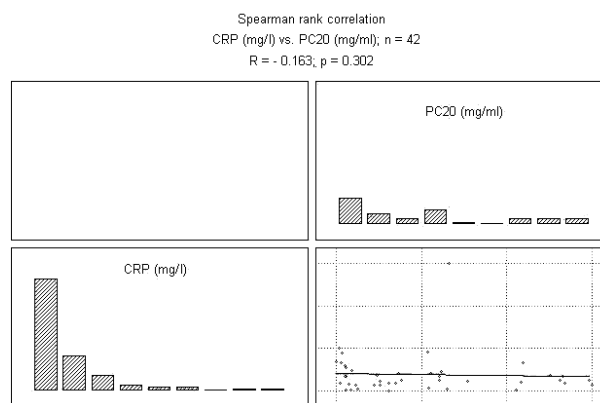 Spearman rank correlation
CRP (mg/l) vs. PC20 (mg/ml); n = 42
R = - 0.163; p = 0.302
PC20 (mg/ml)
CRP (mg/l)